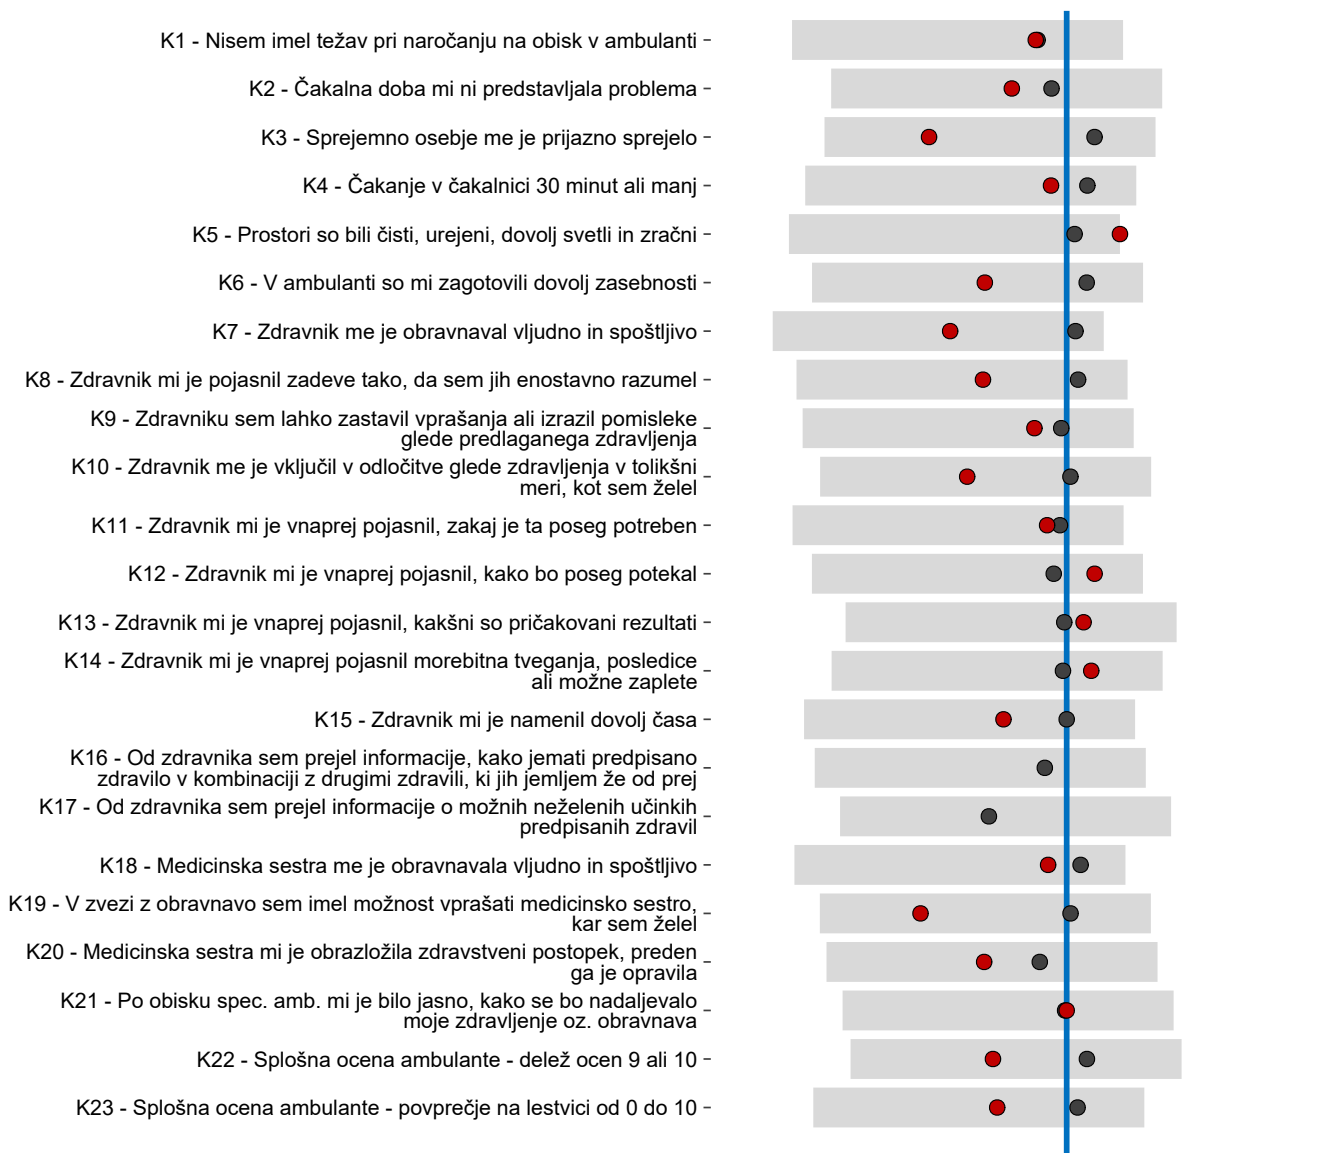 K1 - Nisem imel težav pri naročanju na obisk v ambulanti
K2 - Čakalna doba mi ni predstavljala problema
K3 - Sprejemno osebje me je prijazno sprejelo
K4 - Čakanje v čakalnici 30 minut ali manj
K5 - Prostori so bili čisti, urejeni, dovolj svetli in zračni
K6 - V ambulanti so mi zagotovili dovolj zasebnosti
K7 - Zdravnik me je obravnaval vljudno in spoštljivo
K8 - Zdravnik mi je pojasnil zadeve tako, da sem jih enostavno razumel
K9 - Zdravniku sem lahko zastavil vprašanja ali izrazil pomisleke
glede predlaganega zdravljenja
K10 - Zdravnik me je vključil v odločitve glede zdravljenja v tolikšni
meri, kot sem želel
K11 - Zdravnik mi je vnaprej pojasnil, zakaj je ta poseg potreben
K12 - Zdravnik mi je vnaprej pojasnil, kako bo poseg potekal
K13 - Zdravnik mi je vnaprej pojasnil, kakšni so pričakovani rezultati
K14 - Zdravnik mi je vnaprej pojasnil morebitna tveganja, posledice
ali možne zaplete
K15 - Zdravnik mi je namenil dovolj časa
K16 - Od zdravnika sem prejel informacije, kako jemati predpisano
zdravilo v kombinaciji z drugimi zdravili, ki jih jemljem že od prej
K17 - Od zdravnika sem prejel informacije o možnih neželenih učinkih
predpisanih zdravil
K18 - Medicinska sestra me je obravnavala vljudno in spoštljivo
K19 - V zvezi z obravnavo sem imel možnost vprašati medicinsko sestro,
kar sem želel
K20 - Medicinska sestra mi je obrazložila zdravstveni postopek, preden
ga je opravila
K21 - Po obisku spec. amb. mi je bilo jasno, kako se bo nadaljevalo
moje zdravljenje oz. obravnava
K22 - Splošna ocena ambulante - delež ocen 9 ali 10
K23 - Splošna ocena ambulante - povprečje na lestvici od 0 do 10